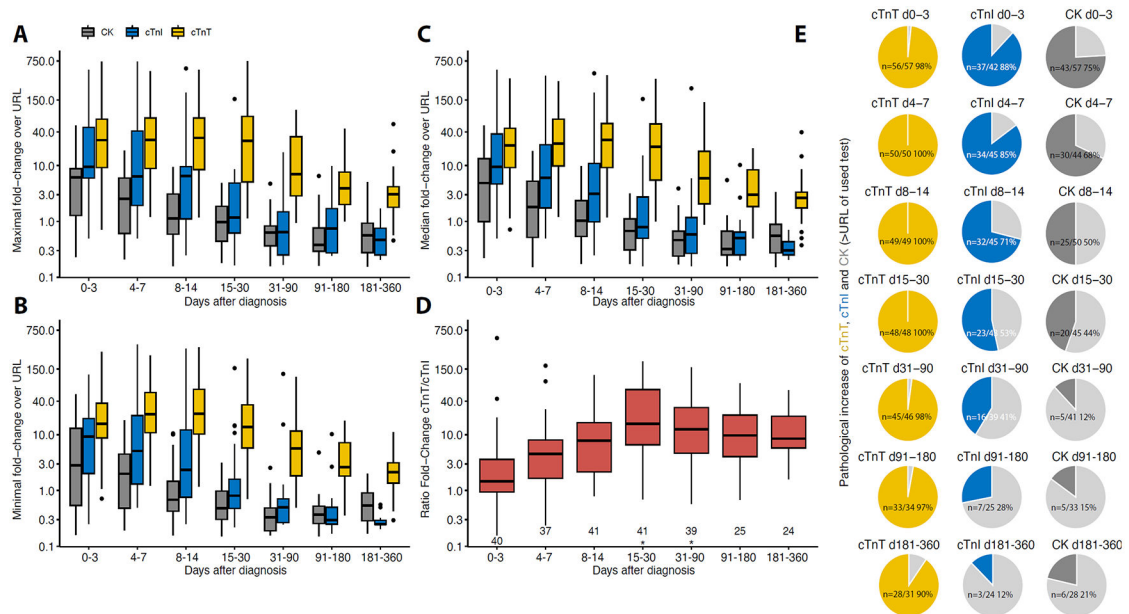 A
CK cTnI cTnT
Maximal fold−change over URL
750.0
150.0
40.0
10.0
3.0
1.0
0.3
0.1
0-3 4-7 8-14 15-30 31-90 91-180 181-360
Days after diagnosis
C
Median fold−change over URL
750.0
150.0
40.0
10.0
3.0
1.0
0.3
0.1
0-3 4-7 8-14 15-30 31-90 91-180 181-360
Days after diagnosis
B
Minimal fold−change over URL
750.0
150.0
40.0
10.0
3.0
1.0
0.3
0.1
0-3 4-7 8-14 15-30 31-90 91-180 181-360
Days after diagnosis
D
Ratio Fold−Change cTnT/cTnI
750.0
150.0
40.0
10.0
3.0
1.0
0.3
0.1
40 37 41 41 39 25 24
* *
0-3 4-7 8-14 15-30 31-90 91-180 181-360
Days after diagnosis
E
Pathological increase of cTnT, cTnI and CK (>URL of used test)
cTnT d0−3 cTnI d0−3 CK d0−3
n=56/57 98% n=37/42 88% n=43/57 75%
cTnT d4−7 cTnI d4−7 CK d4−7
n=50/50 100% n=34/45 85% n=30/44 68%
cTnT d8−14 cTnI d8−14 CK d8−14
n=49/49 100% n=32/45 71% n=25/50 50%
cTnT d15−30 cTnI d15−30 CK d15−30
n=48/48 100% 53% n=20/45 44%
cTnT d31−90 cTnI d31−90 CK d31−90
n=45/46 98% n=16/39 41% n=5/41 12%
cTnT d91−180 cTnI d91-180 CK d91-180
n=33/34 97% n=7/25 28% n=5/33 15%
cTnT d181-360 cTnI d181-360 CK d181-360
n=28/31 90% n=3/24 12% n=6/28 21%